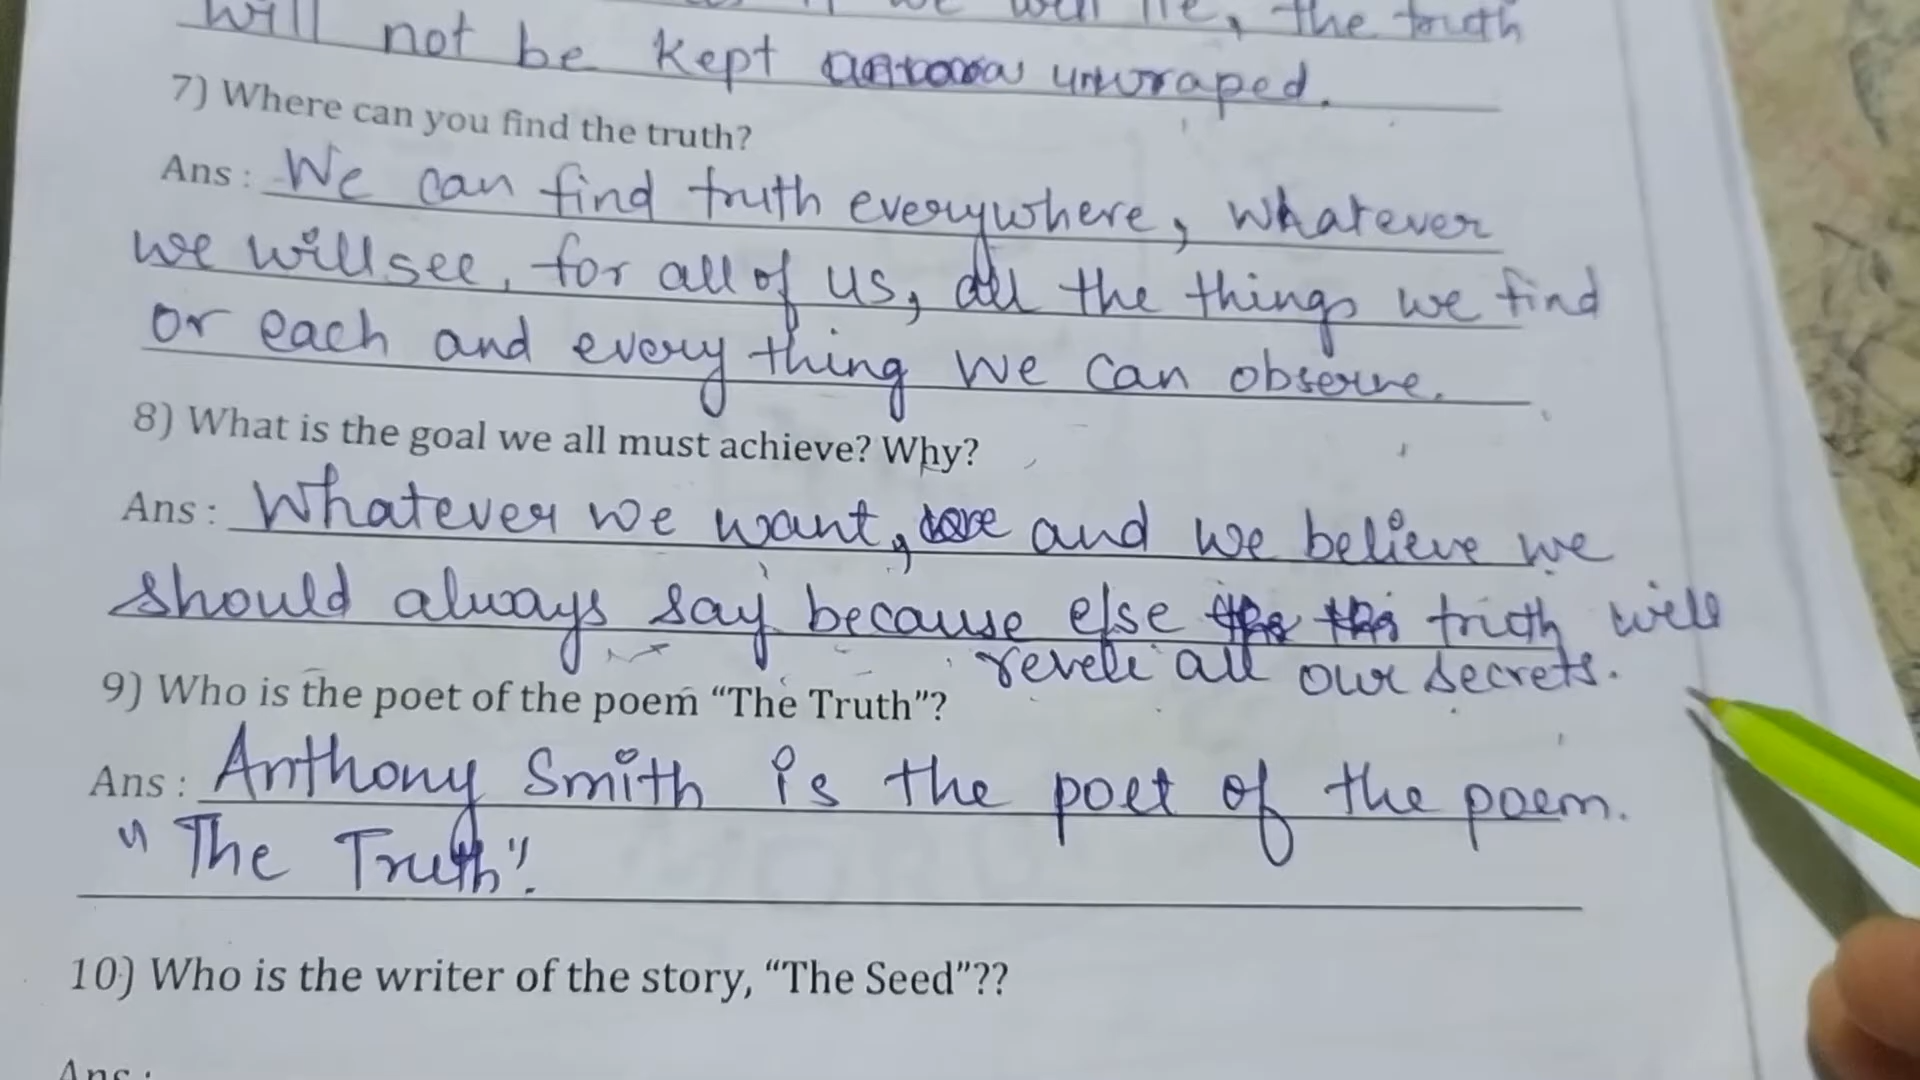 will not be kept unwraped.
7) Where can you find the truth?
Ans : We can find truth everywhere, whatever
we will see, for all of us, all the things we find
or each and every thing we can observe.
8) What is the goal we all must achieve? Why?
Ans : Whatever we want, and we believe we
should always say because else truth will
revele all our secrets.
9) Who is the poet of the poem “The Truth”?
Ans : Anthony Smith is the poet of the poem.
"The Truth".
10) Who is the writer of the story, “The Seed”??
Ans :